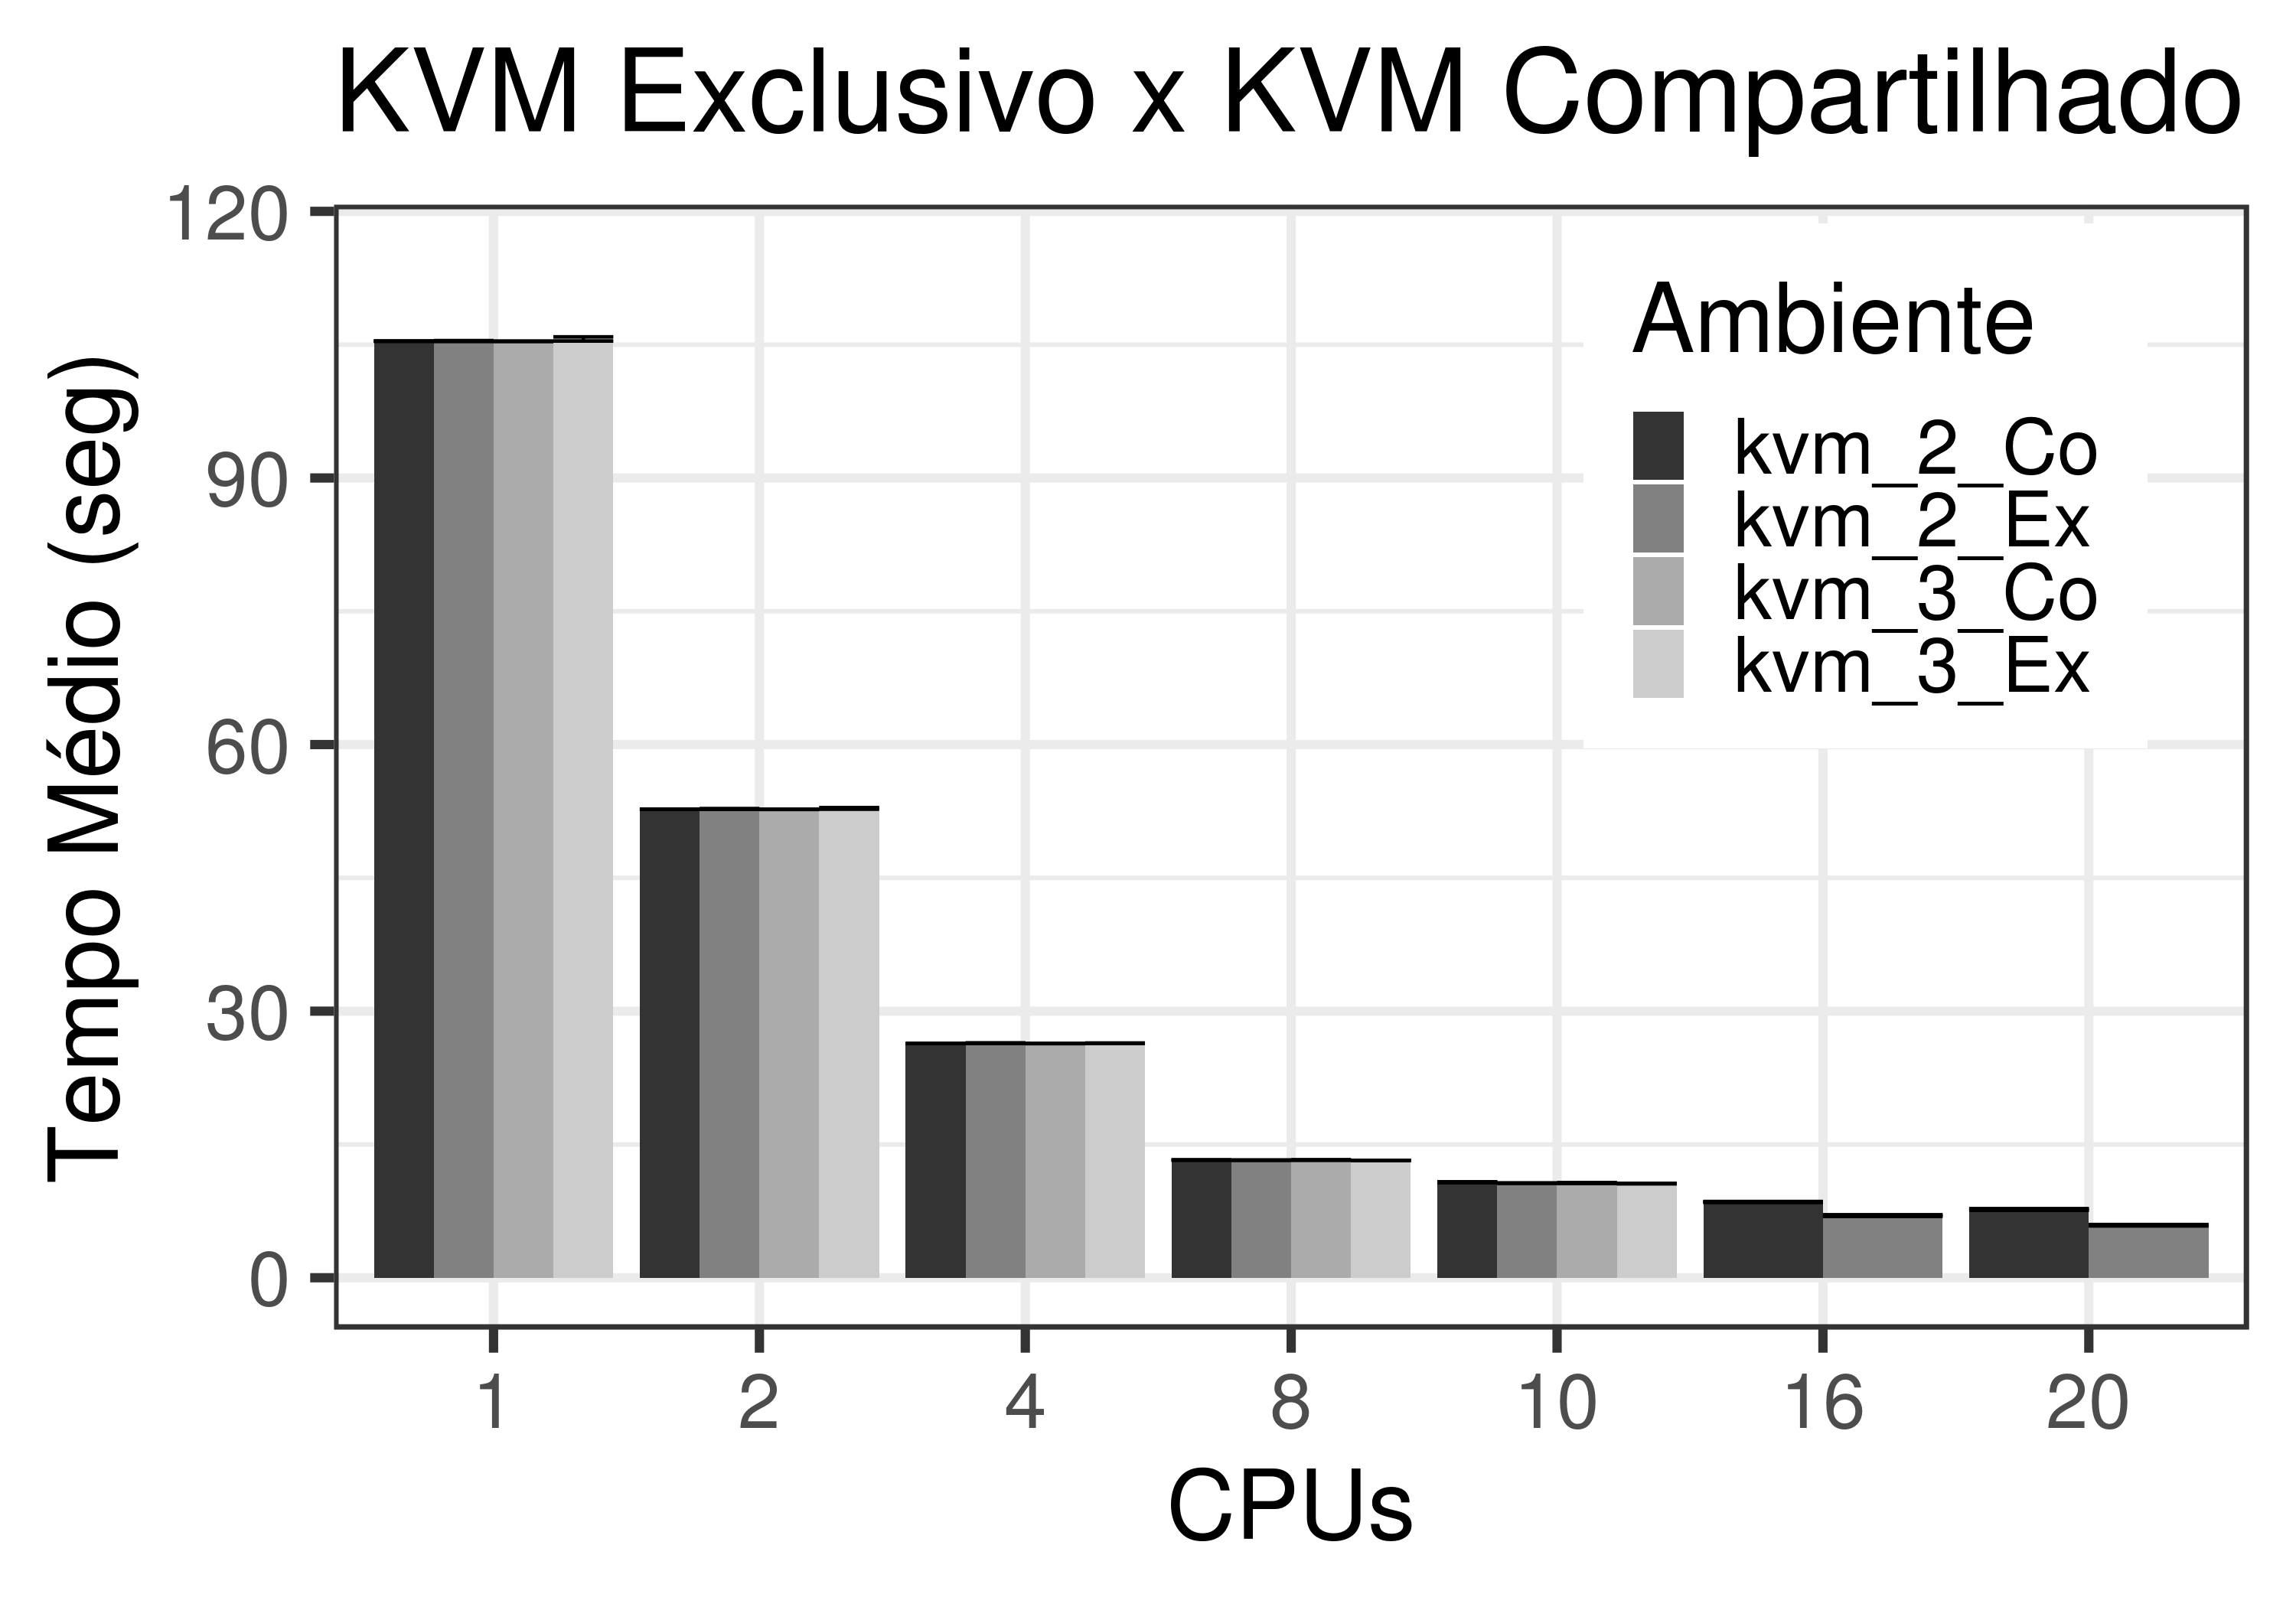 KVM Exclusivo x KVM Compartilhado
Tempo Médio (seg)
120
90
60
30
0
Ambiente
kvm_2_Co
kvm_2_Ex
kvm_3_Co
kvm_3_Ex
1 2 4 8 10 16 20
CPUs